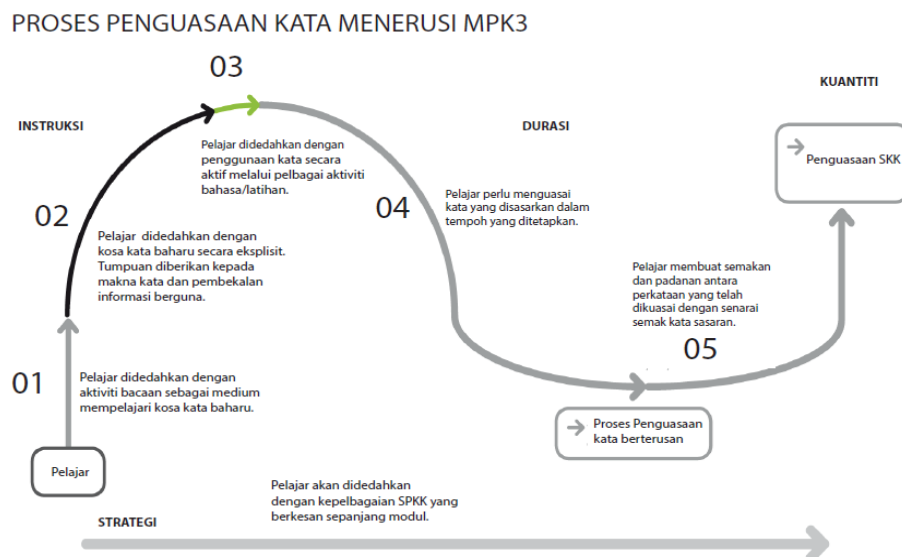 PROSES PENGUASAAN KATA MENERUSI MPK3
03
KUANTITI
INSTRUKSI
DURASI
Pelajar didedahkan dengan
penggunaan kata secara
aktif melalui pelbagai aktiviti
bahasa/latihan.
Penguasaan SKK
02
04
Pelajar perlu menguasai
kata yang disasarkan dalam
tempoh yang ditetapkan.
Pelajar didedahkan dengan
kosa kata baharu secara eksplisit.
Tumpuan diberikan kepada
makna kata dan pembekalan
informasi berguna.
Pelajar membuat semakan
dan padanan antara
perkataan yang telah
dikuasai dengan senarai
semak kata sasaran.
05
01
Pelajar didedahkan dengan
aktiviti bacaan sebagai medium
mempelajari kosa kata baharu.
Proses Penguasaan
kata berterusan
Pelajar
Pelajar akan didedahkan
dengan kepelbagaian SPKK yang
berkesan sepanjang modul.
STRATEGI